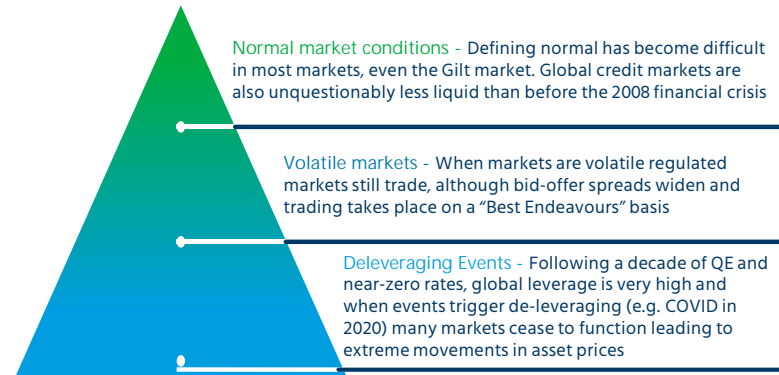 Normal market conditions - Defining normal has become difficult
in most markets, even the Gilt market. Global credit markets are
also unquestionably less liquid than before the 2008 financial crisis
Volatile markets - When markets are volatile regulated
markets still trade, although bid-offer spreads widen and
trading takes place on a “Best Endeavours” basis
Deleveraging Events - Following a decade of QE and
near-zero rates, global leverage is very high and
when events trigger de-leveraging (e.g. COVID in
2020) many markets cease to function leading to
extreme movements in asset prices